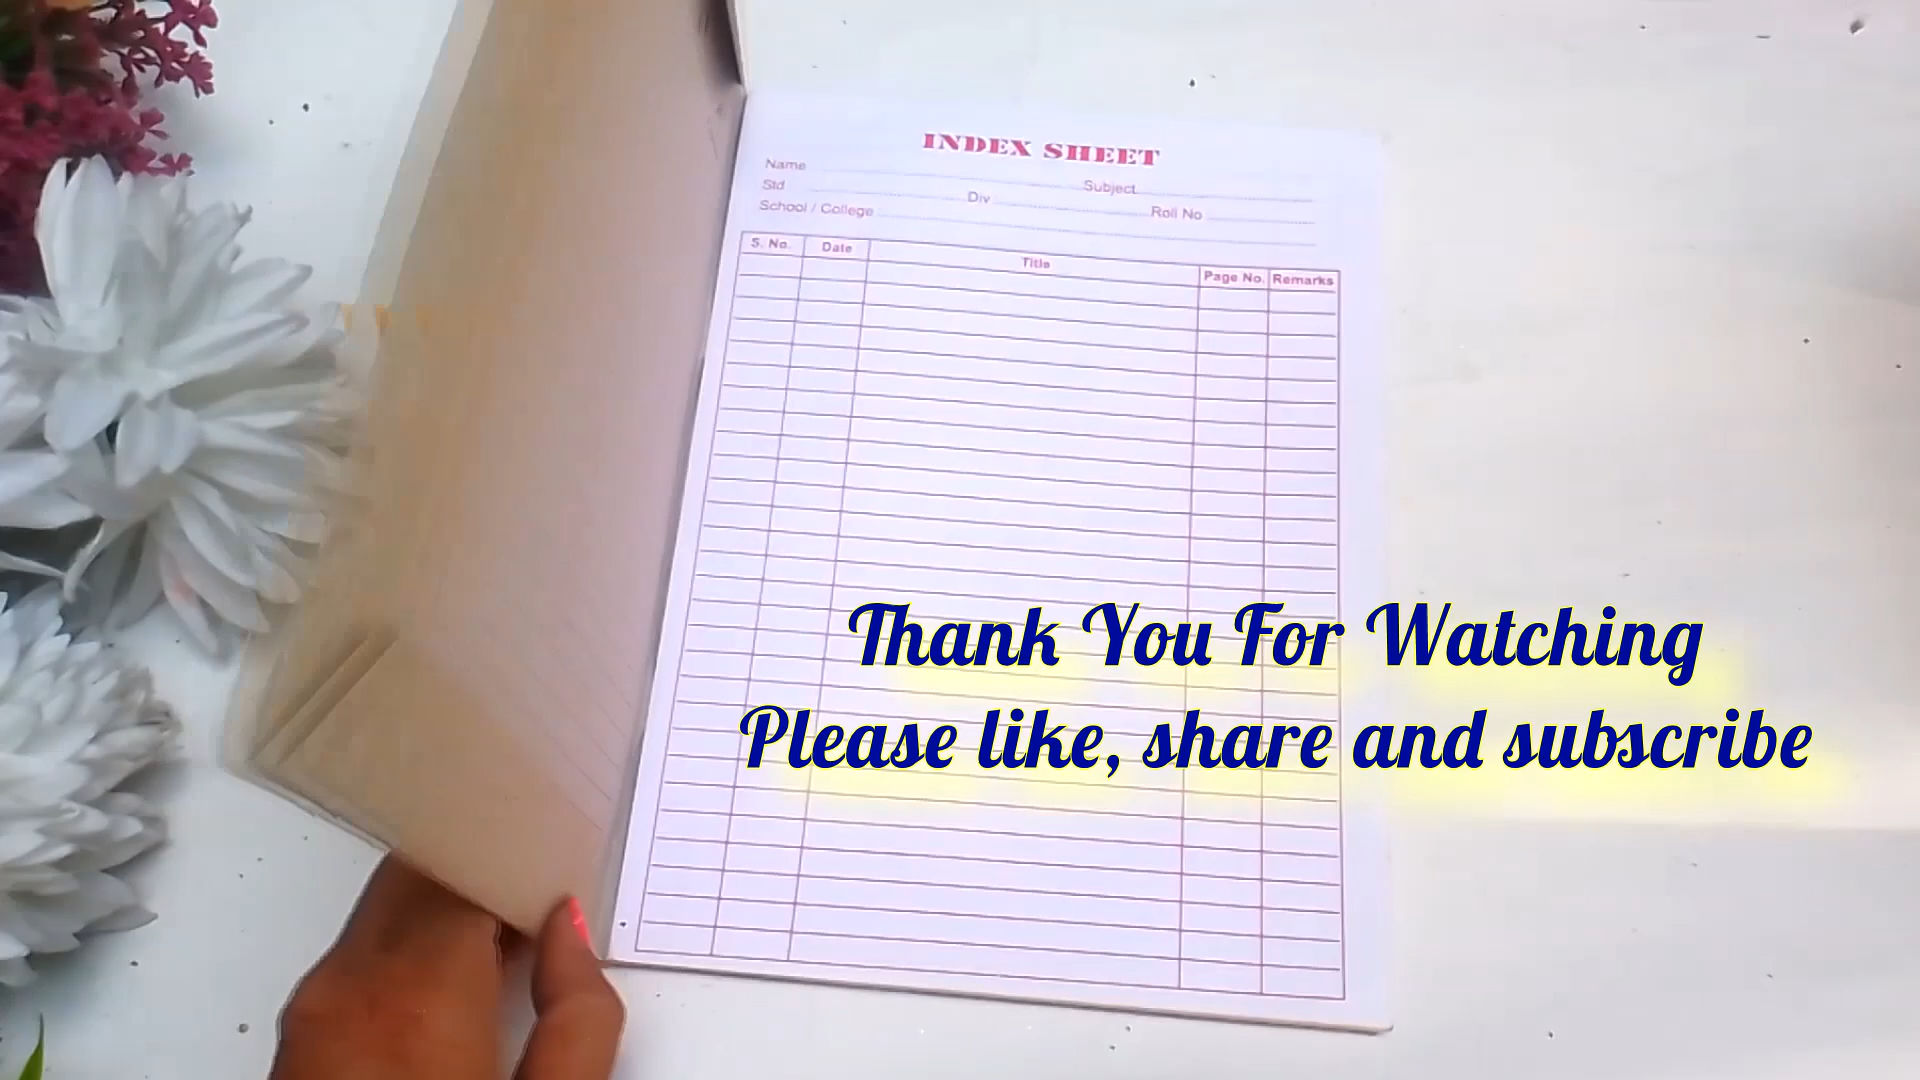 INDEX SHEET
Name Subject
Std Div Roll No
School / College
S. No. Date Title Page No. Remarks
Thank You For Watching
Please like, share and subscribe